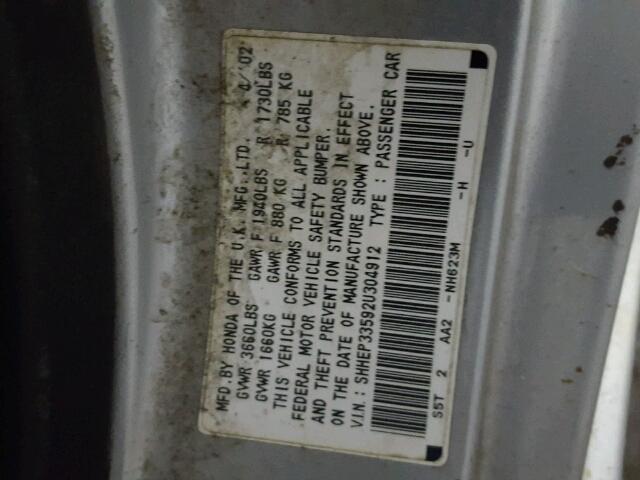 MFD.BY HONDA OF THE U.K. MFG.,LTD. 4/'02
GVWR 3660LBS GAWR F 1940LBS R 1730LBS
GVWR 1660KG GAWR F 880 KG R 785 KG
THIS VEHICLE CONFORMS TO ALL APPLICABLE
FEDERAL MOTOR VEHICLE SAFETY BUMPER,
AND THEFT PREVENTION STANDARDS IN EFFECT
ON THE DATE OF MANUFACTURE SHOWN ABOVE.
V.I.N.: SHHEP33592U304912 TYPE : PASSENGER CAR
S5T 2 AA2 -NH623M -H -U